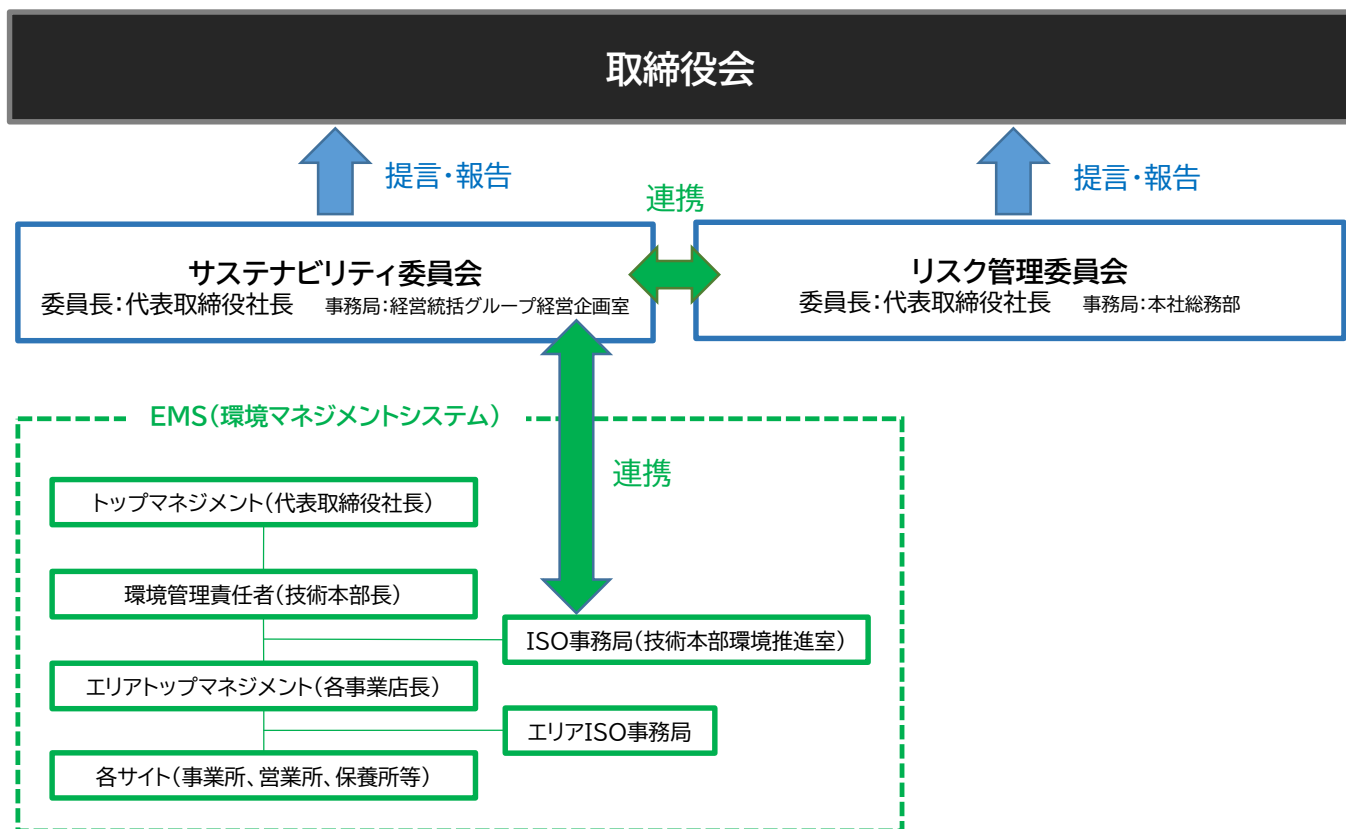 取締役会
提言・報告
提言・報告
連携
サステナビリティ委員会
委員長：代表取締役社長　事務局：経営統括グループ経営企画室
リスク管理委員会
委員長：代表取締役社長　事務局：本社総務部
EMS（環境マネジメントシステム）
連携
トップマネジメント（代表取締役社長）
環境管理責任者（技術本部長）
ISO事務局（技術本部環境推進室）
エリアトップマネジメント（各事業店長）
エリアISO事務局
各サイト（事業所、営業所、保養所等）